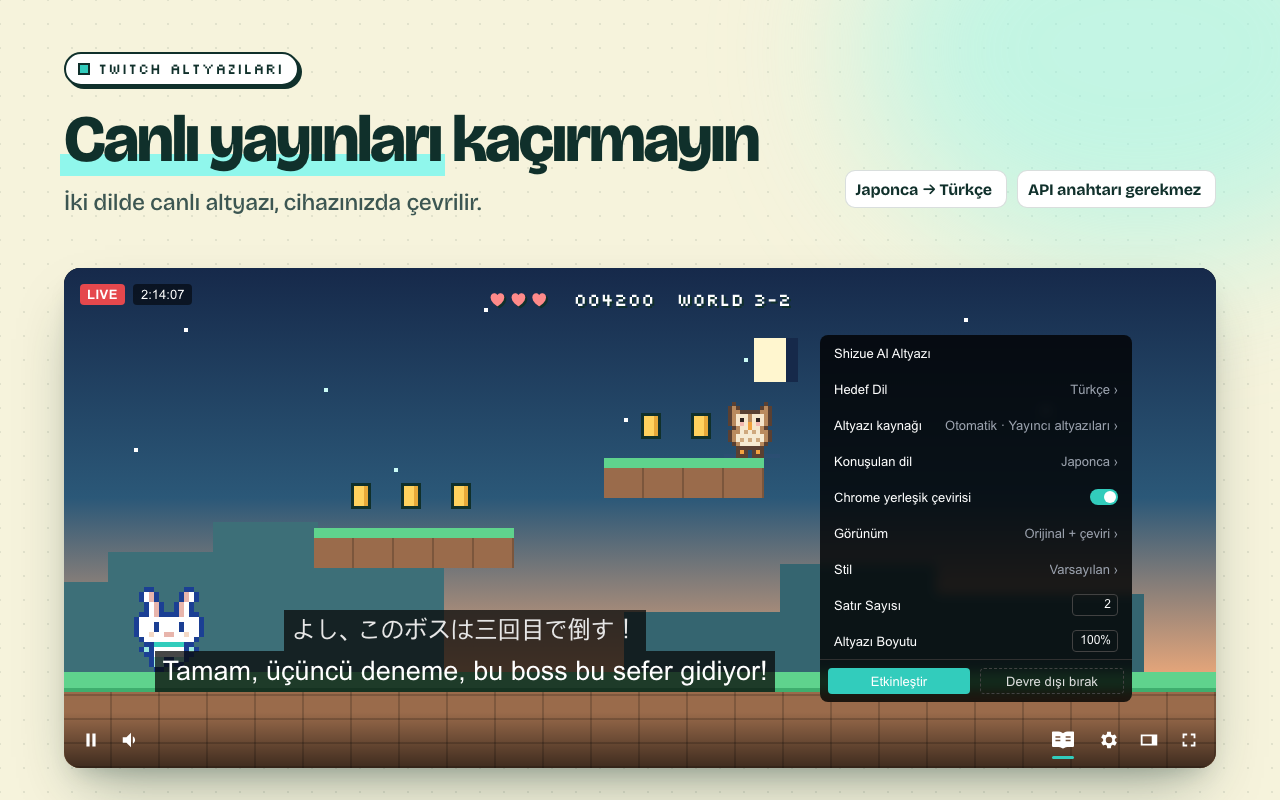 TWITCH ALTYAZILARI
Canlı yayınları kaçırmayın
İki dilde canlı altyazı, cihazınızda çevrilir.
Japonca → Türkçe
API anahtarı gerekmez
LIVE
2:14:07
004200 WORLD 3-2
Shizue AI Altyazı
Hedef Dil Türkçe ›
Altyazı kaynağı Otomatik · Yayıncı altyazıları ›
Konuşulan dil Japonca ›
Chrome yerleşik çevirisi
Görünüm Orijinal + çeviri ›
Stil Varsayılan ›
Satır Sayısı 2
Altyazı Boyutu 100%
Etkinleştir Devre dışı bırak
よし、このボスは三回目で倒す！
Tamam, üçüncü deneme, bu boss bu sefer gidiyor!